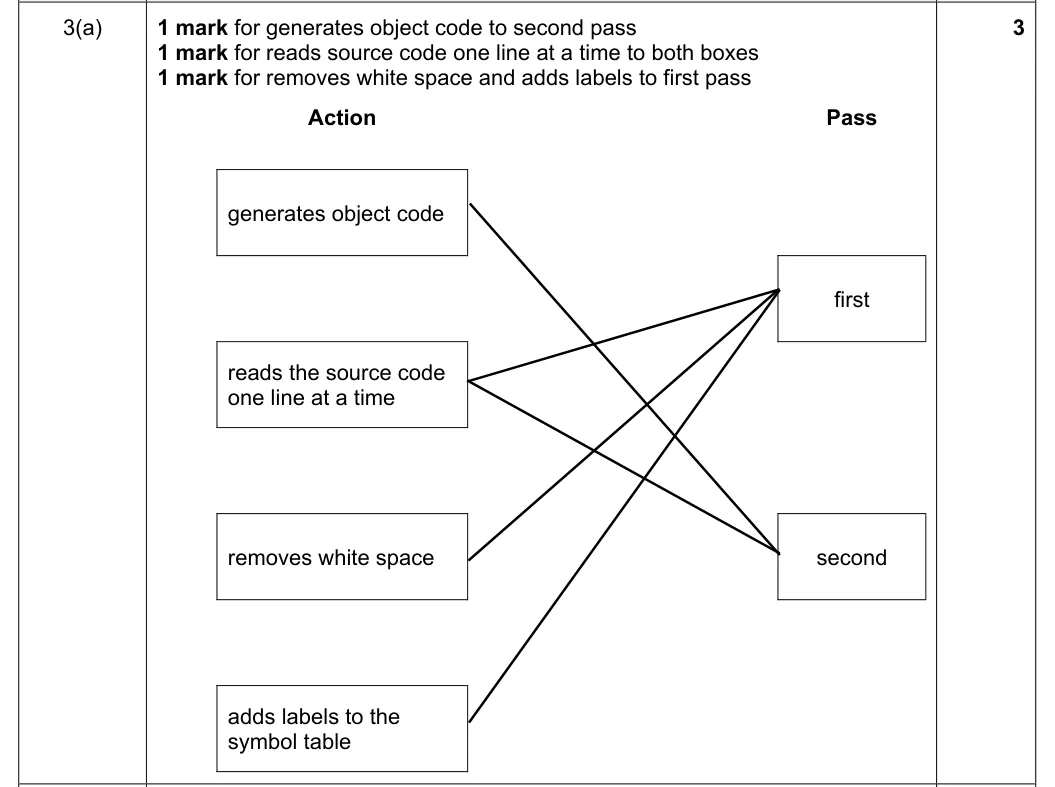 3(a)
1 mark for generates object code to second pass
1 mark for reads source code one line at a time to both boxes
1 mark for removes white space and adds labels to first pass
3
Action
Pass
generates object code
first
reads the source code
one line at a time
removes white space
second
adds labels to the
symbol table